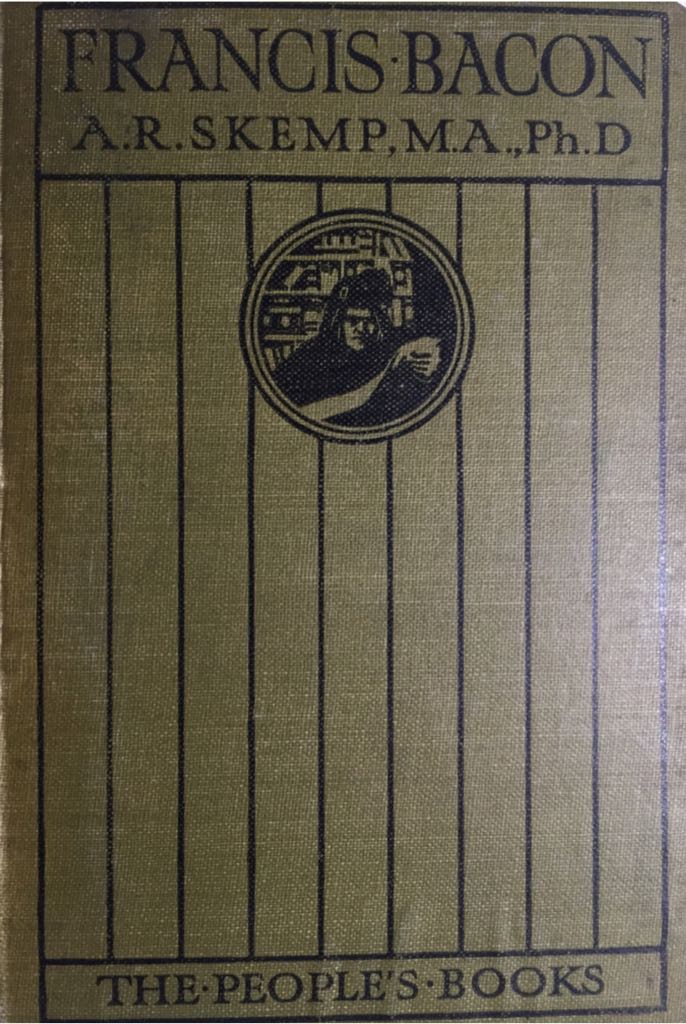 FRANCIS·BACON
A.R.SKEMP, M.A., Ph.D
THE·PEOPLE'S·BOOKS